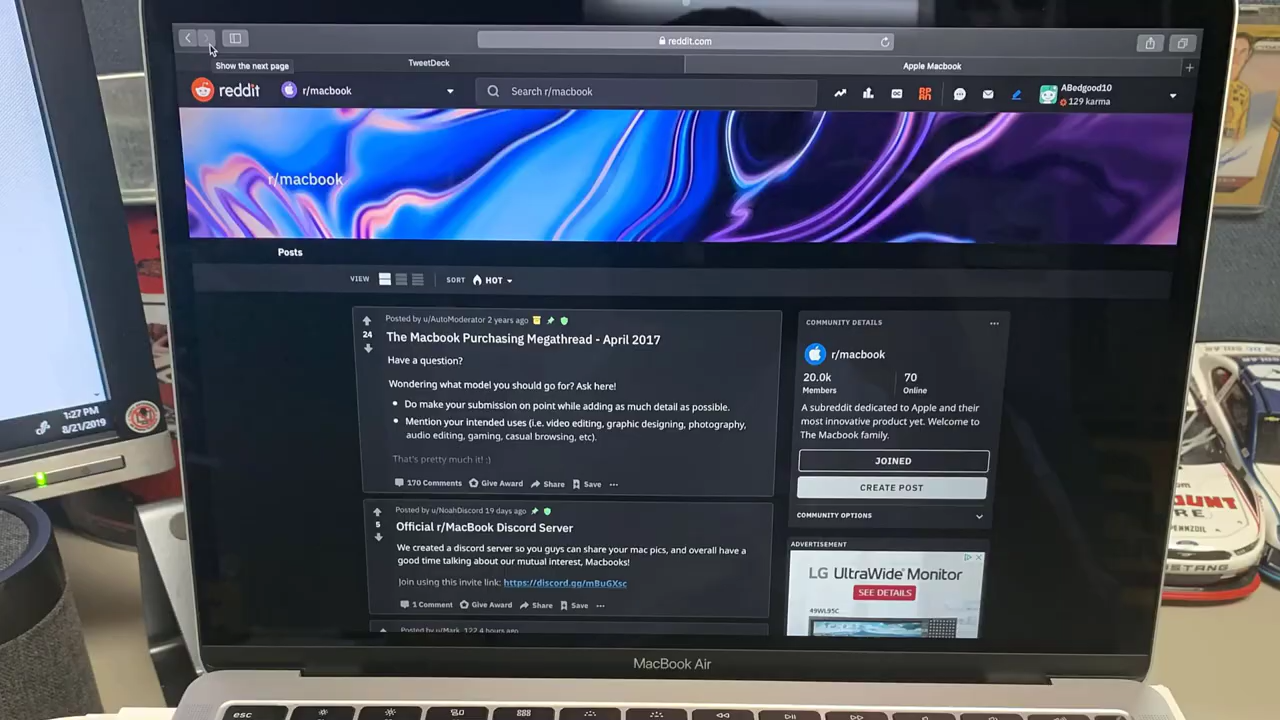 reddit.com
Show the next page
TweetDeck
Apple Macbook
reddit
r/macbook
Search r/macbook
ABedgood10
129 karma
r/macbook
Posts
VIEW
SORT
HOT
Posted by u/AutoModerator 2 years ago
24
The Macbook Purchasing Megathread - April 2017
Have a question?
Wondering what model you should go for? Ask here!
• Do make your submission on point while adding as much detail as possible.
• Mention your intended uses (i.e. video editing, graphic designing, photography,
audio editing, gaming, casual browsing, etc).
That's pretty much it! :)
170 Comments Give Award Share Save
Posted by u/NoahDiscord 19 days ago
5
Official r/MacBook Discord Server
We created a discord server so you guys can share your mac pics, and overall have a
good time talking about our mutual interest, Macbooks!
Join using this invite link: https://discord.gg/mBuGXsc
1 Comment Give Award Share Save
COMMUNITY DETAILS
r/macbook
20.0k
Members
70
Online
A subreddit dedicated to Apple and their
most innovative product yet. Welcome to
The Macbook family.
JOINED
CREATE POST
COMMUNITY OPTIONS
ADVERTISEMENT
LG UltraWide Monitor
SEE DETAILS
49WL95C
MacBook Air
esc
1:27 PM
8/21/2019
PENNZOIL
MUSTANG